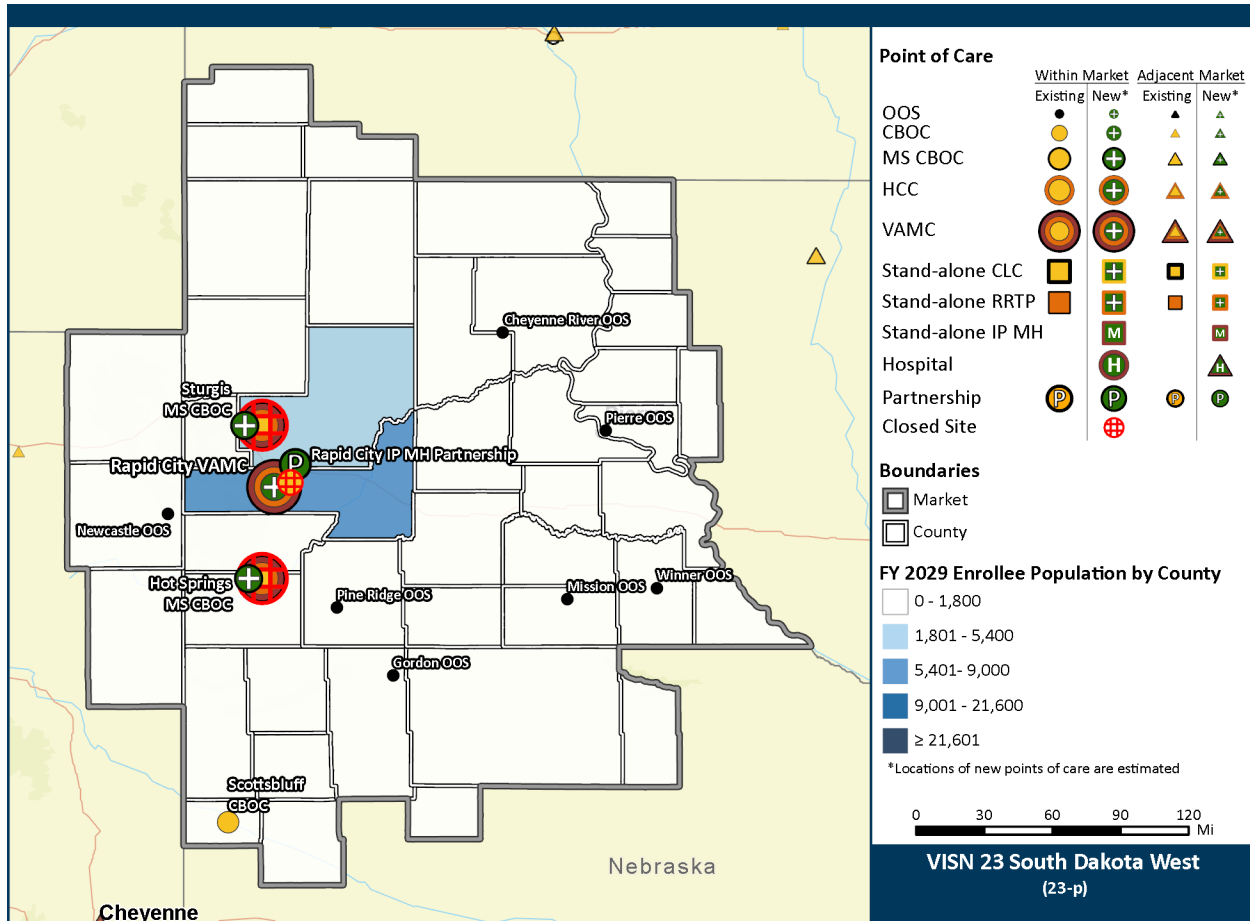 Cheyenne River OOS
Sturgis
MS CBOC
Pierre OOS
Rapid City VAMC
Rapid City IP MH Partnership
P
Newcastle OOS
Hot Springs
MS CBOC
Pine Ridge OOS
Mission OOS
Winner OOS
Gordon OOS
Scottsbluff
CBOC
Nebraska
Cheyenne
Point of Care
Within Market Adjacent Market
Existing New* Existing New*
OOS
CBOC
MS CBOC
HCC
VAMC
Stand-alone CLC
Stand-alone RRTP
Stand-alone IP MH M M
Hospital H H
Partnership P P P P
Closed Site
Boundaries
Market
County
FY 2029 Enrollee Population by County
0 - 1,800
1,801 - 5,400
5,401- 9,000
9,001 - 21,600
≥ 21,601
*Locations of new points of care are estimated
0 30 60 90 120
Mi
VISN 23 South Dakota West
(23-p)